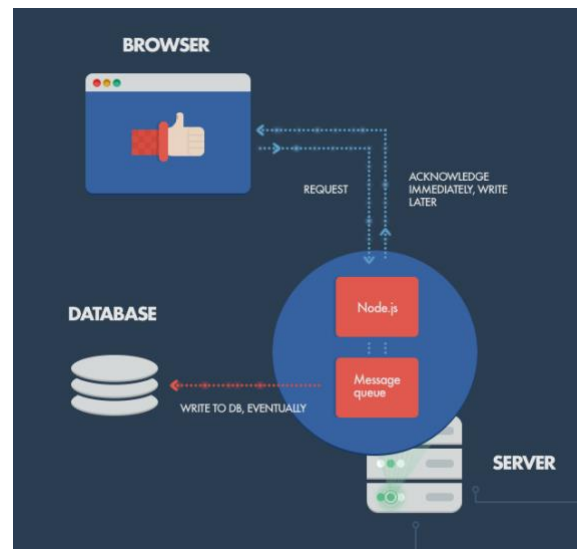 BROWSER
REQUEST
ACKNOWLEDGE
IMMEDIATELY, WRITE
LATER
Node.js
DATABASE
Message
queue
WRITE TO DB, EVENTUALLY
SERVER